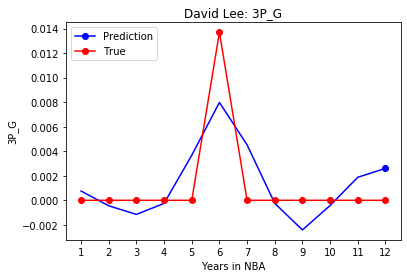 David Lee: 3P_G
Prediction
True
3P_G
0.014
0.012
0.010
0.008
0.006
0.004
0.002
0.000
−0.002
1 2 3 4 5 6 7 8 9 10 11 12
Years in NBA